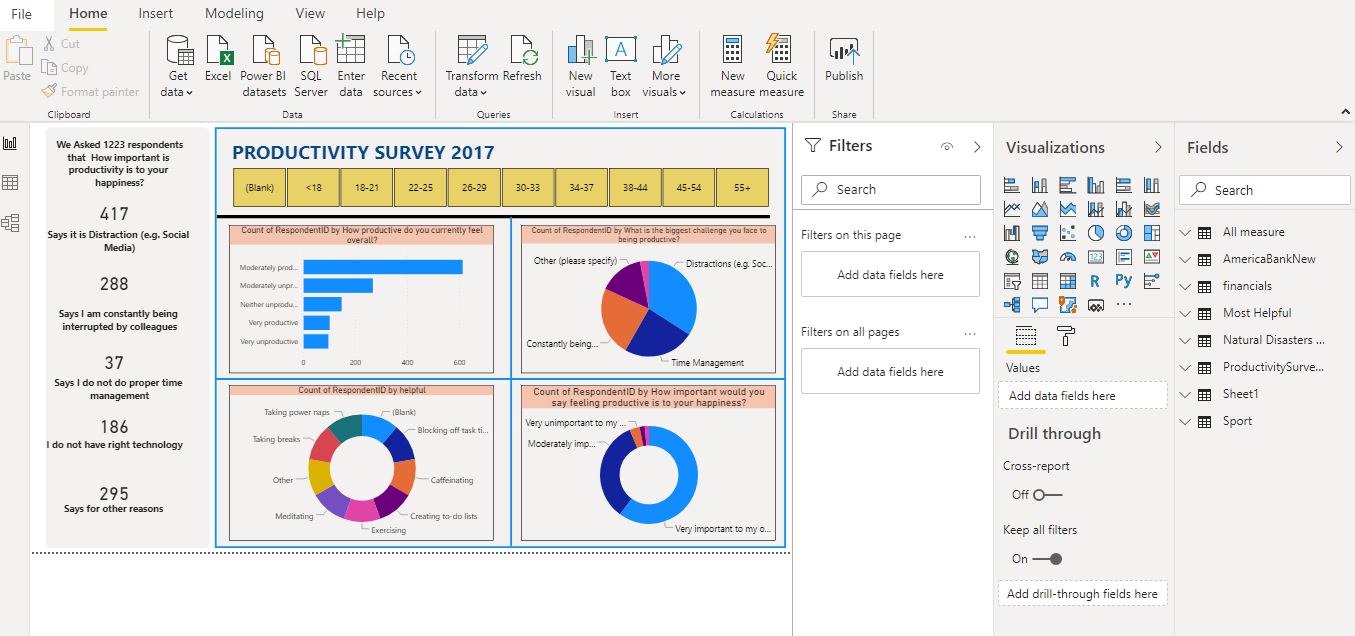 File
Home
Insert
Modeling
View
Help
Paste
Cut
Copy
Format painter
Clipboard
Get
data
Excel
Power BI
datasets
SQL
Server
Enter
data
Recent
sources
Data
Transform
data
Refresh
Queries
New
visual
Text
box
More
visuals
Insert
New
measure
Quick
measure
Calculations
Publish
Share
We Asked 1223 respondents
that How important is
productivity is to your
happiness?
417
Says it is Distraction (e.g. Social
Media)
288
Says I am constantly being
interrupted by colleagues
37
Says I do not do proper time
management
186
I do not have right technology
295
Says for other reasons
PRODUCTIVITY SURVEY 2017
(Blank)
<18
18-21
22-25
26-29
30-33
34-37
38-44
45-54
55+
Count of RespondentID by How productive do you currently feel
overall?
Moderately prod...
Moderately unpr...
Neither unprodu...
Very productive
Very unproductive
0
200
400
600
Count of RespondentID by What is the biggest challenge you face to
being productive?
Other (please specify)
Distractions (e.g. Soc...
Constantly being...
Time Management
Count of RespondentID by helpful
Taking power naps
(Blank)
Taking breaks
Blocking off task ti...
Other
Caffeinating
Meditating
Creating to-do lists
Exercising
Count of RespondentID by How important would you
say feeling productive is to your happiness?
Very unimportant to my ...
Moderately imp...
Very important to my o...
Filters
Search
Filters on this page
...
Add data fields here
Filters on all pages
...
Add data fields here
Visualizations
123
R
Py
...
Values
Add data fields here
Drill through
Cross-report
Off
Keep all filters
On
Add drill-through fields here
Fields
Search
All measure
AmericaBankNew
financials
Most Helpful
Natural Disasters ...
ProductivitySurve...
Sheet1
Sport